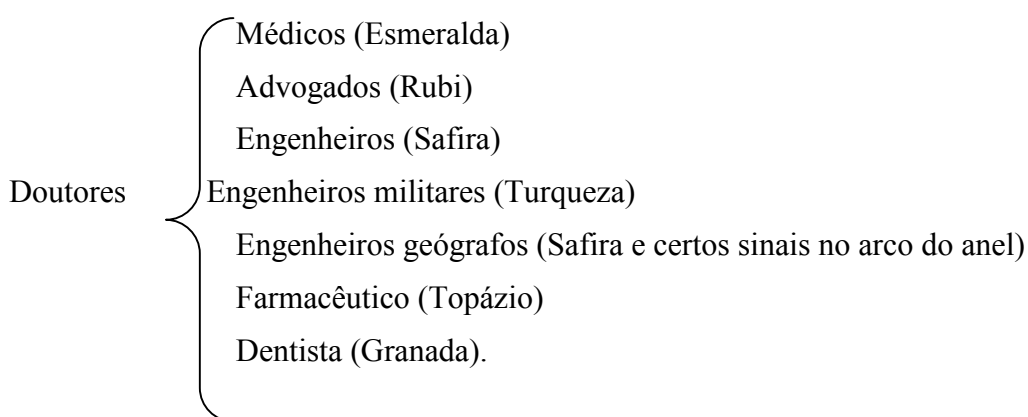 Médicos (Esmeralda)
Advogados (Rubi)
Engenheiros (Safira)
Doutores Engenheiros militares (Turqueza)
Engenheiros geógrafos (Safira e certos sinais no arco do anel)
Farmacêutico (Topázio)
Dentista (Granada).